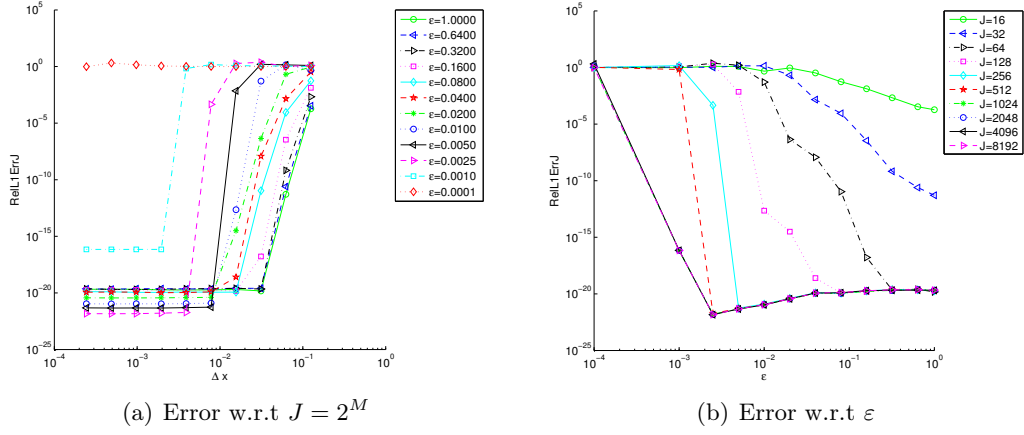 10^5
10^0
10^-5
10^-10
10^-15
10^-20
10^-25
RelL1ErrJ
10^-4
10^-3
10^-2
10^-1
10^0
Δ x
ε=1.0000
ε=0.6400
ε=0.3200
ε=0.1600
ε=0.0800
ε=0.0400
ε=0.0200
ε=0.0100
ε=0.0050
ε=0.0025
ε=0.0010
ε=0.0001
(a) Error w.r.t J = 2^M
10^5
10^0
10^-5
10^-10
10^-15
10^-20
10^-25
RelL1ErrJ
10^-4
10^-3
10^-2
10^-1
10^0
ε
J=16
J=32
J=64
J=128
J=256
J=512
J=1024
J=2048
J=4096
J=8192
(b) Error w.r.t ε